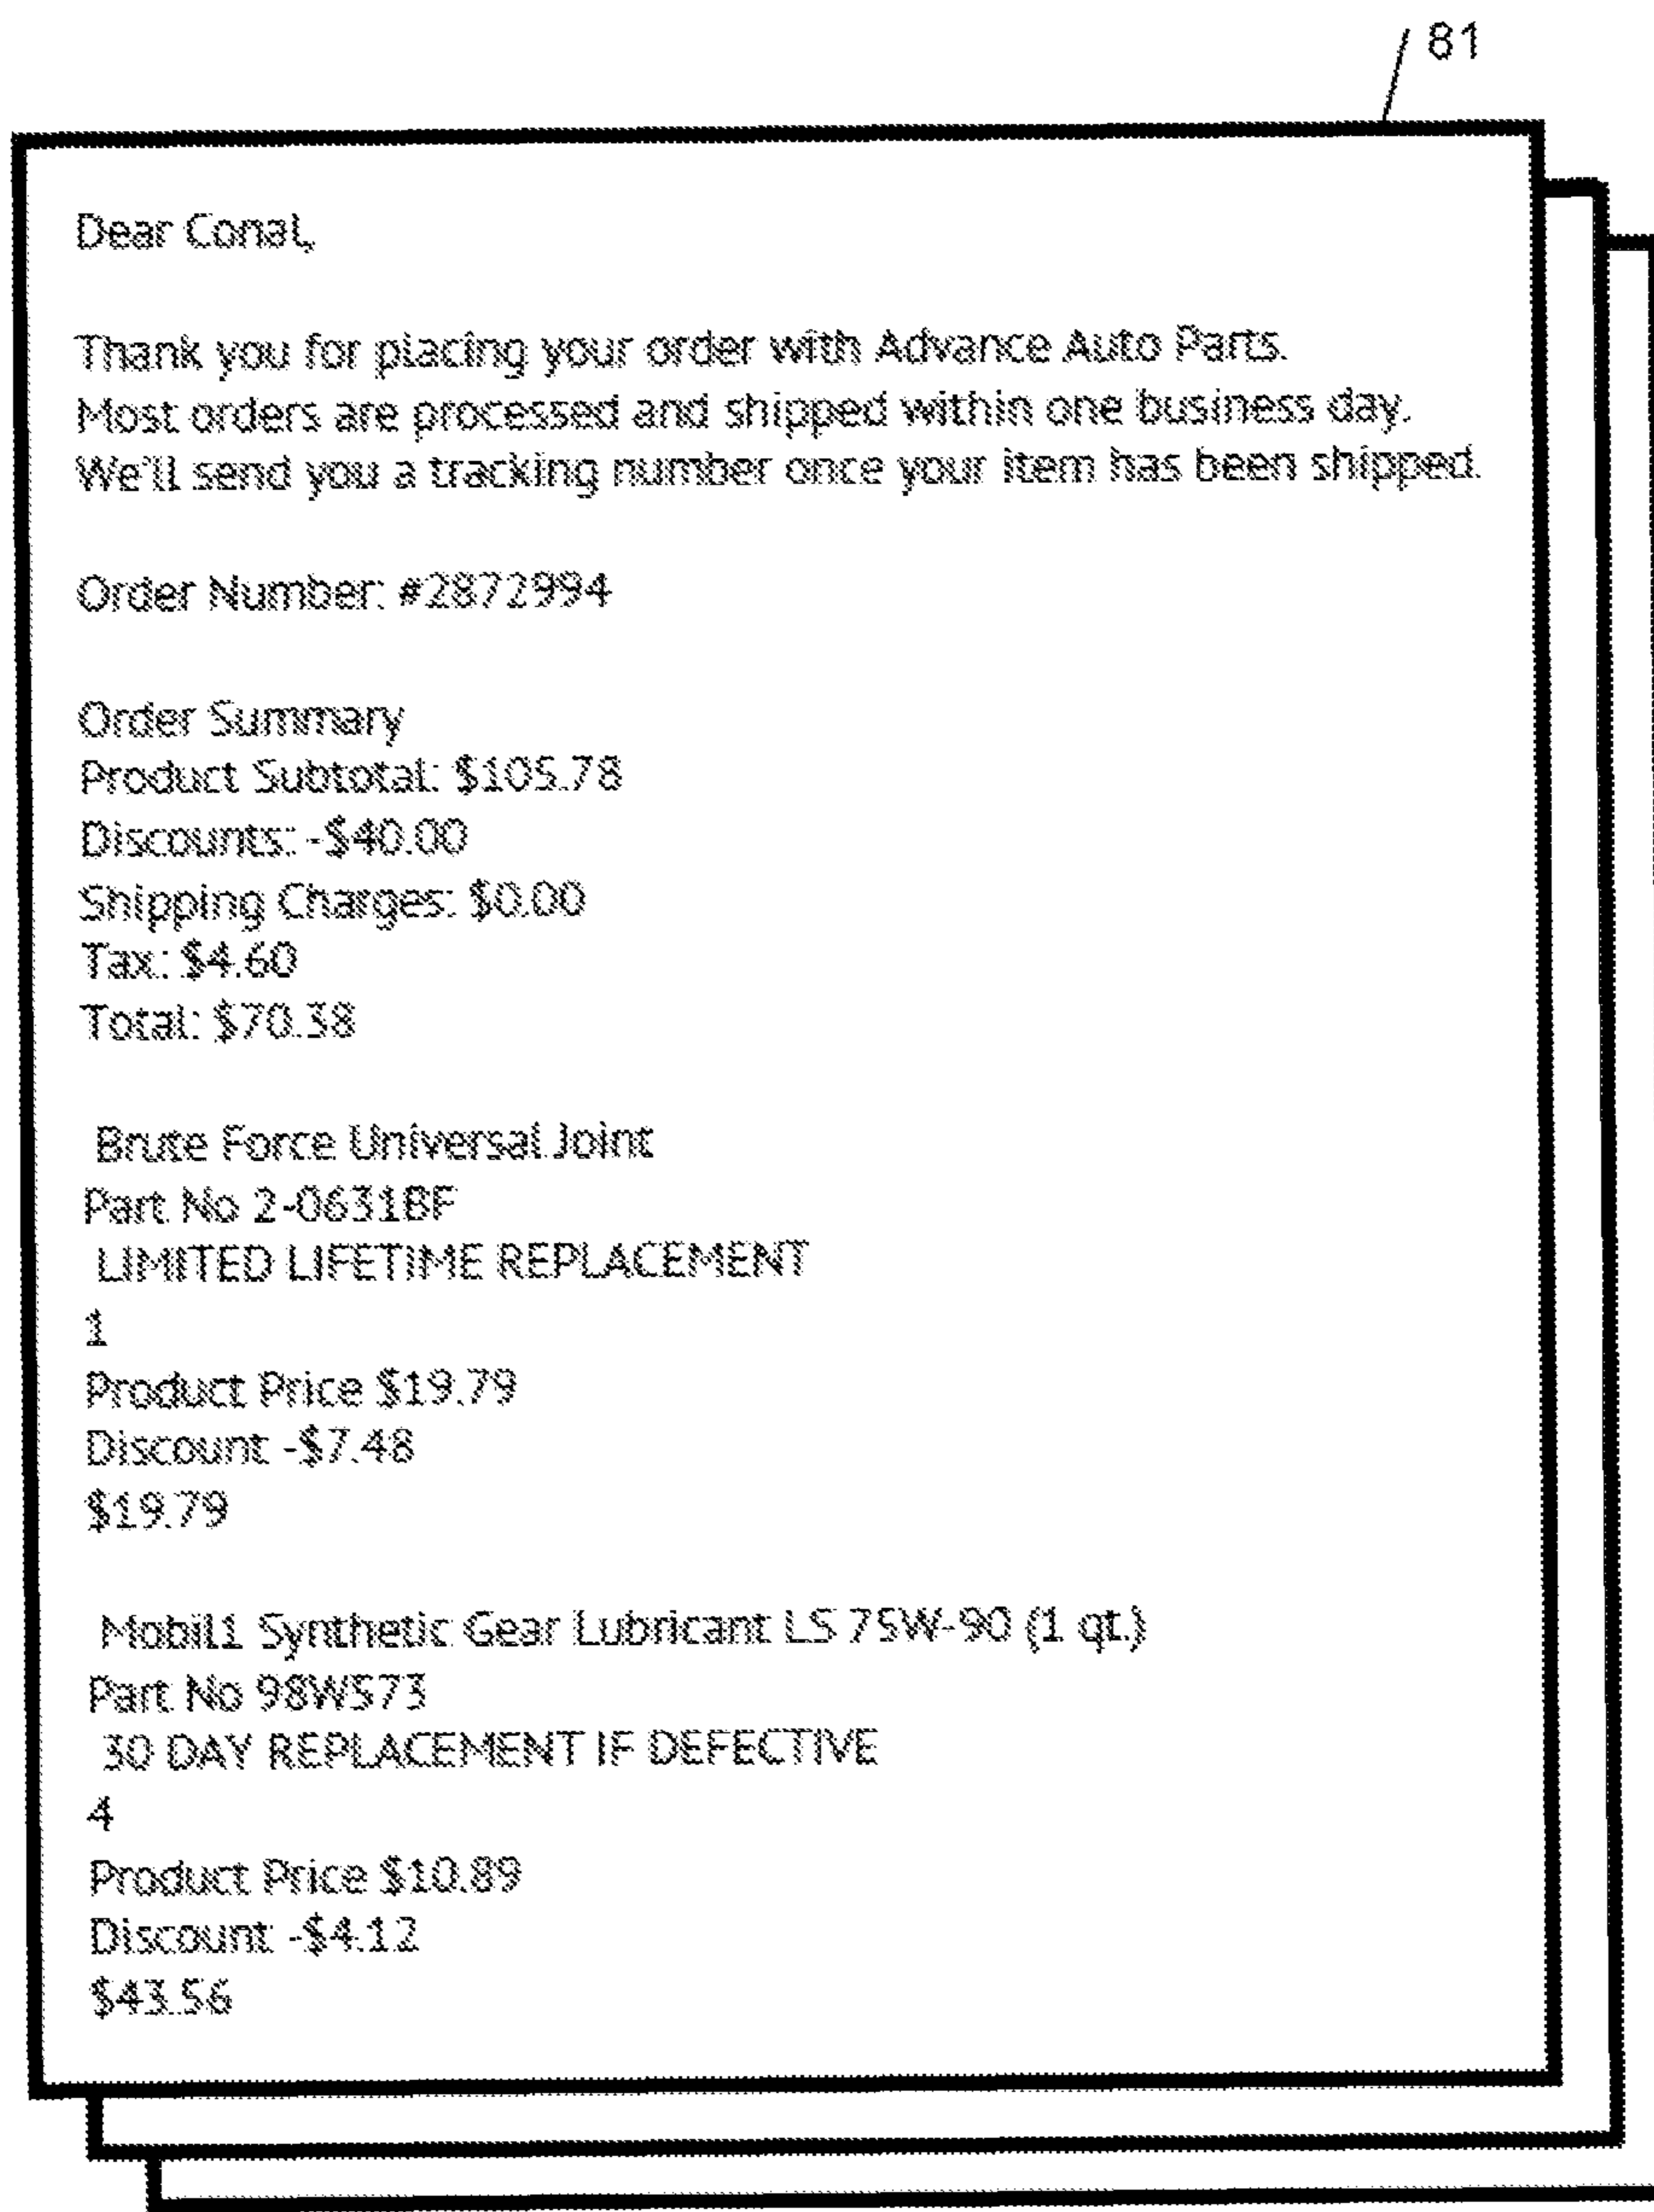 81
Dear Conal,
Thank you for placing your order with Advance Auto Parts.
Most orders are processed and shipped within one business day.
We'll send you a tracking number once your item has been shipped.
Order Number: #2872994
Order Summary
Product Subtotal: $105.78
Discounts: -$40.00
Shipping Charges: $0.00
Tax: $4.60
Total: $70.38
Brute Force Universal Joint
Part No 2-0631BF
LIMITED LIFETIME REPLACEMENT
1
Product Price $19.79
Discount -$7.48
$19.79
Mobil1 Synthetic Gear Lubricant LS 75W-90 (1 qt.)
Part No 98W573
30 DAY REPLACEMENT IF DEFECTIVE
4
Product Price $10.89
Discount -$4.12
$43.56